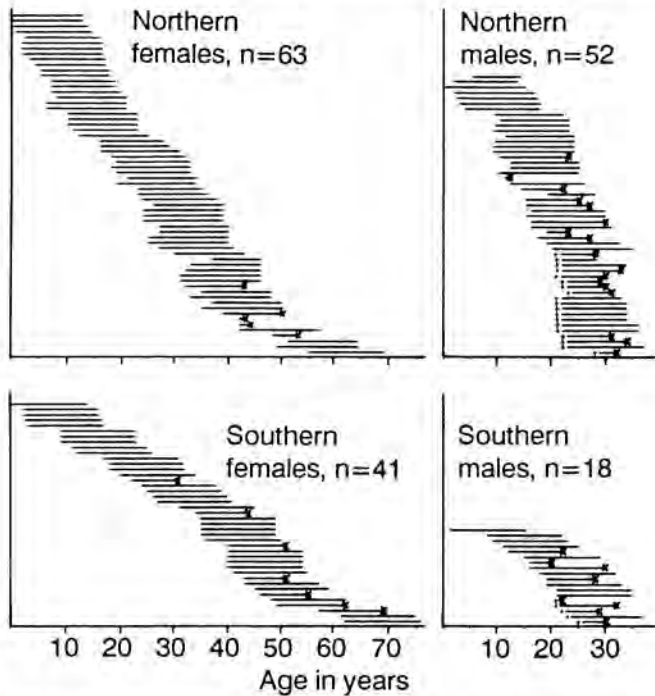 Northern
females, n=63
Northern
males, n=52
Southern
females, n=41
Southern
males, n=18
10 20 30 40 50 60 70
10 20 30
Age in years